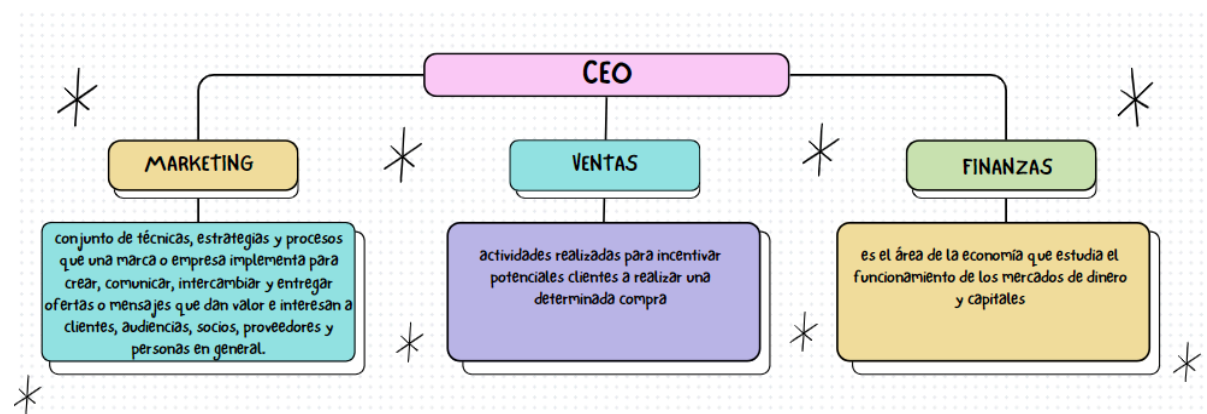 CEO
MARKETING
VENTAS
FINANZAS
conjunto de técnicas, estrategias y procesos
que una marca o empresa implementa para
crear, comunicar, intercambiar y entregar
ofertas o mensajes que dan valor e interesan a
clientes, audiencias, socios, proveedores y
personas en general.
actividades realizadas para incentivar
potenciales clientes a realizar una
determinada compra
es el área de la economía que estudia el
funcionamiento de los mercados de dinero
y capitales